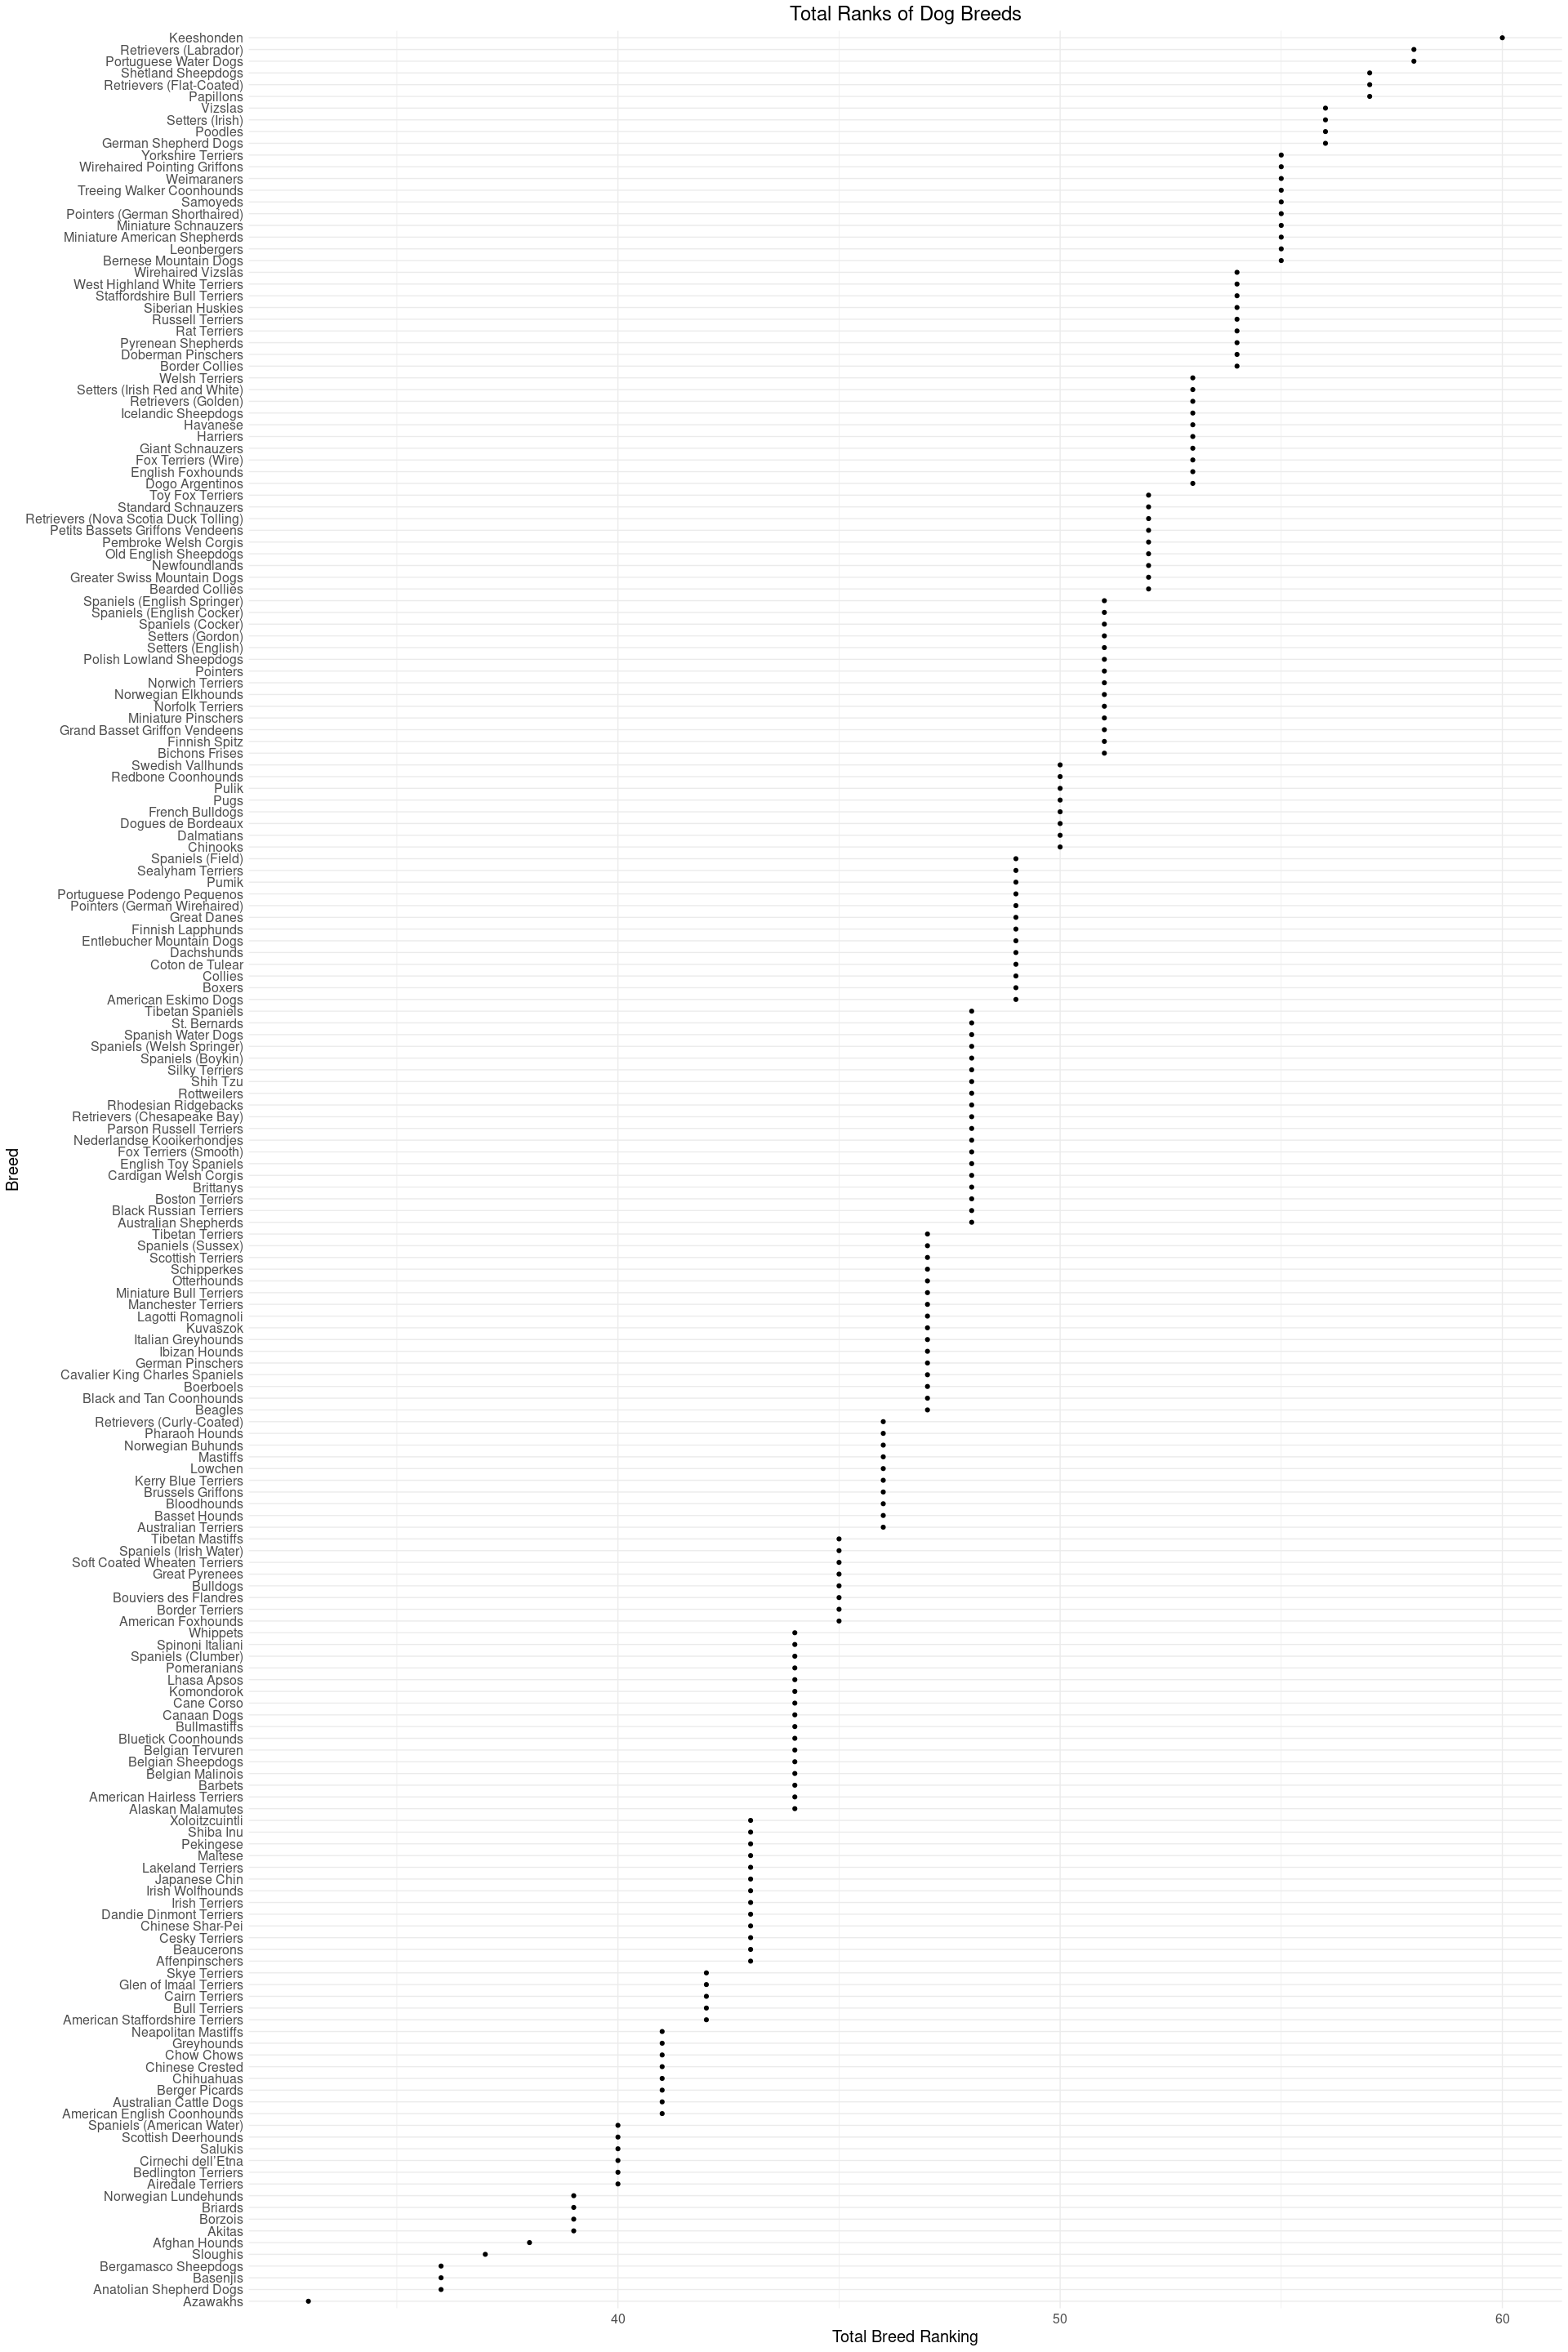 Total Ranks of Dog Breeds
Keeshonden
Retrievers (Labrador)
Portuguese Water Dogs
Shetland Sheepdogs
Retrievers (Flat-Coated)
Papillons
Vizslas
Setters (Irish)
Poodles
German Shepherd Dogs
Yorkshire Terriers
Wirehaired Pointing Griffons
Weimaraners
Treeing Walker Coonhounds
Samoyeds
Pointers (German Shorthaired)
Miniature Schnauzers
Miniature American Shepherds
Leonbergers
Bernese Mountain Dogs
Wirehaired Vizslas
West Highland White Terriers
Staffordshire Bull Terriers
Siberian Huskies
Russell Terriers
Rat Terriers
Pyrenean Shepherds
Doberman Pinschers
Border Collies
Welsh Terriers
Setters (Irish Red and White)
Retrievers (Golden)
Icelandic Sheepdogs
Havanese
Harriers
Giant Schnauzers
Fox Terriers (Wire)
English Foxhounds
Dogo Argentinos
Toy Fox Terriers
Standard Schnauzers
Retrievers (Nova Scotia Duck Tolling)
Petits Bassets Griffons Vendeens
Pembroke Welsh Corgis
Old English Sheepdogs
Newfoundlands
Greater Swiss Mountain Dogs
Bearded Collies
Spaniels (English Springer)
Spaniels (English Cocker)
Spaniels (Cocker)
Setters (Gordon)
Setters (English)
Polish Lowland Sheepdogs
Pointers
Norwich Terriers
Norwegian Elkhounds
Norfolk Terriers
Miniature Pinschers
Grand Basset Griffon Vendeens
Finnish Spitz
Bichons Frises
Swedish Vallhunds
Redbone Coonhounds
Pulik
Pugs
French Bulldogs
Dogues de Bordeaux
Dalmatians
Chinooks
Spaniels (Field)
Sealyham Terriers
Pumik
Portuguese Podengo Pequenos
Pointers (German Wirehaired)
Great Danes
Finnish Lapphunds
Entlebucher Mountain Dogs
Dachshunds
Coton de Tulear
Collies
Boxers
American Eskimo Dogs
Tibetan Spaniels
St. Bernards
Spanish Water Dogs
Spaniels (Welsh Springer)
Spaniels (Boykin)
Silky Terriers
Shih Tzu
Rottweilers
Rhodesian Ridgebacks
Retrievers (Chesapeake Bay)
Parson Russell Terriers
Nederlandse Kooikerhondjes
Fox Terriers (Smooth)
English Toy Spaniels
Cardigan Welsh Corgis
Brittanys
Boston Terriers
Black Russian Terriers
Australian Shepherds
Tibetan Terriers
Spaniels (Sussex)
Scottish Terriers
Schipperkes
Otterhounds
Miniature Bull Terriers
Manchester Terriers
Lagotti Romagnoli
Kuvaszok
Italian Greyhounds
Ibizan Hounds
German Pinschers
Cavalier King Charles Spaniels
Boerboels
Black and Tan Coonhounds
Beagles
Retrievers (Curly-Coated)
Pharaoh Hounds
Norwegian Buhunds
Mastiffs
Lowchen
Kerry Blue Terriers
Brussels Griffons
Bloodhounds
Basset Hounds
Australian Terriers
Tibetan Mastiffs
Spaniels (Irish Water)
Soft Coated Wheaten Terriers
Great Pyrenees
Bulldogs
Bouviers des Flandres
Border Terriers
American Foxhounds
Whippets
Spinoni Italiani
Spaniels (Clumber)
Pomeranians
Lhasa Apsos
Komondorok
Cane Corso
Canaan Dogs
Bullmastiffs
Bluetick Coonhounds
Belgian Tervuren
Belgian Sheepdogs
Belgian Malinois
Barbets
American Hairless Terriers
Alaskan Malamutes
Xoloitzcuintli
Shiba Inu
Pekingese
Maltese
Lakeland Terriers
Japanese Chin
Irish Wolfhounds
Irish Terriers
Dandie Dinmont Terriers
Chinese Shar-Pei
Cesky Terriers
Beaucerons
Affenpinschers
Skye Terriers
Glen of Imaal Terriers
Cairn Terriers
Bull Terriers
American Staffordshire Terriers
Neapolitan Mastiffs
Greyhounds
Chow Chows
Chinese Crested
Chihuahuas
Berger Picards
Australian Cattle Dogs
American English Coonhounds
Spaniels (American Water)
Scottish Deerhounds
Salukis
Cirnechi dell'Etna
Bedlington Terriers
Airedale Terriers
Norwegian Lundehunds
Briards
Borzois
Akitas
Afghan Hounds
Sloughis
Bergamasco Sheepdogs
Basenjis
Anatolian Shepherd Dogs
Azawakhs
Breed
40 50 60
Total Breed Ranking